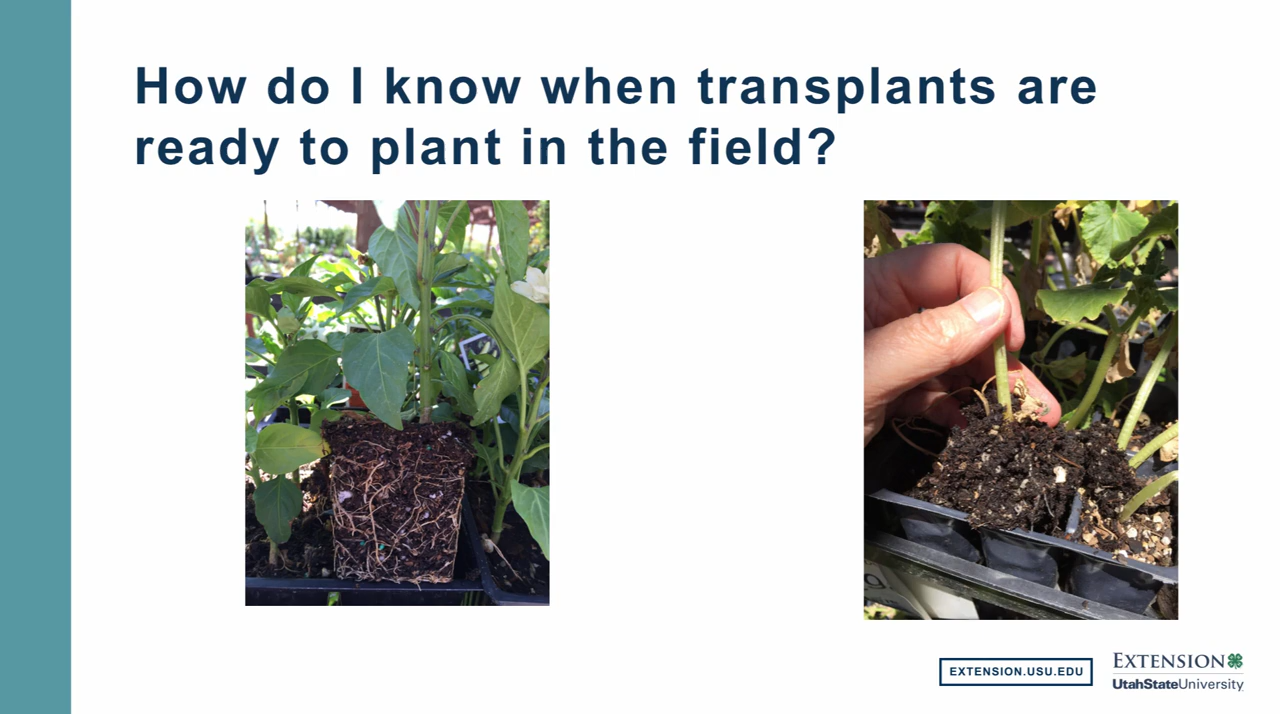 How do I know when transplants are
ready to plant in the field?
EXTENSION.USU.EDU
EXTENSION
UtahStateUniversity